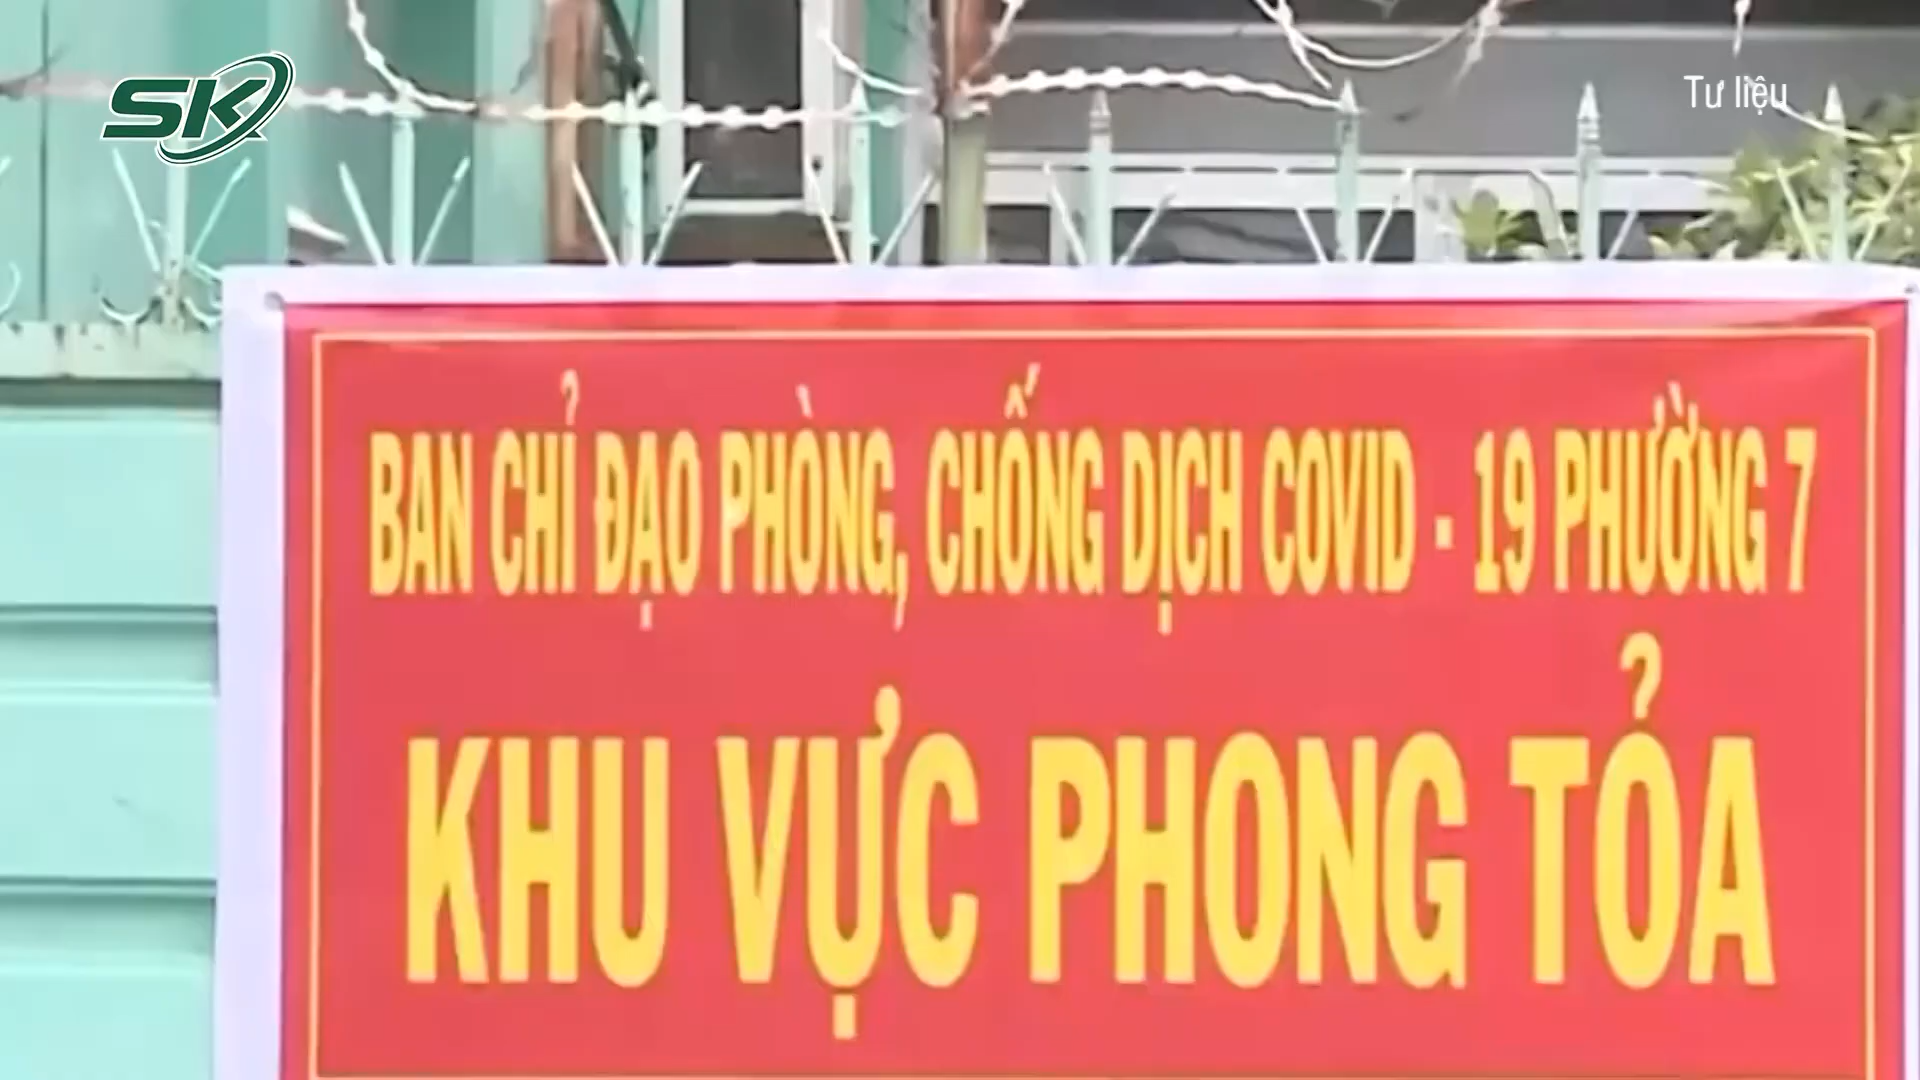 SK
Tư liệu
BAN CHỈ ĐẠO PHÒNG, CHỐNG DỊCH COVID - 19 PHƯỜNG 7
KHU VỰC PHONG TỎA